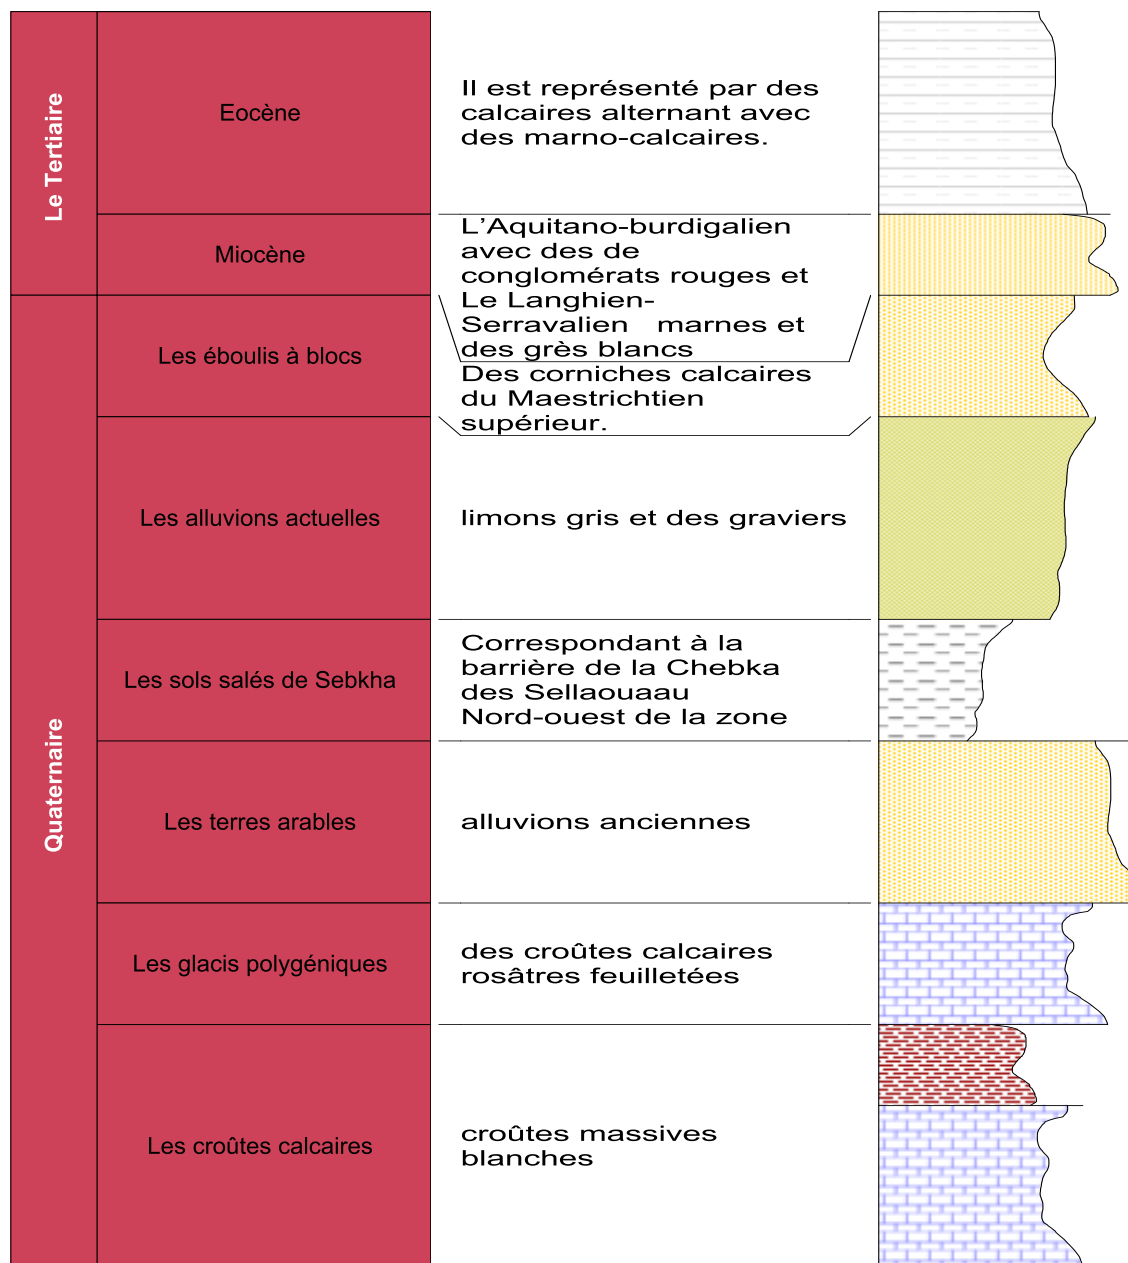 Le Tertiaire
Eocène
Il est représenté par des
calcaires alternant avec
des marno-calcaires.
Miocène
L'Aquitano-burdigalien
avec des de
conglomérats rouges et
Le Langhien-
Serravalien marnes et
des grès blancs
Quaternaire
Les éboulis à blocs
Des corniches calcaires
du Maestrichtien
supérieur.
Les alluvions actuelles
limons gris et des graviers
Les sols salés de Sebkha
Correspondant à la
barrière de la Chebka
des Sellaouaau
Nord-ouest de la zone
Les terres arables
alluvions anciennes
Les glacis polygéniques
des croûtes calcaires
rosâtres feuilletées
Les croûtes calcaires
croûtes massives
blanches